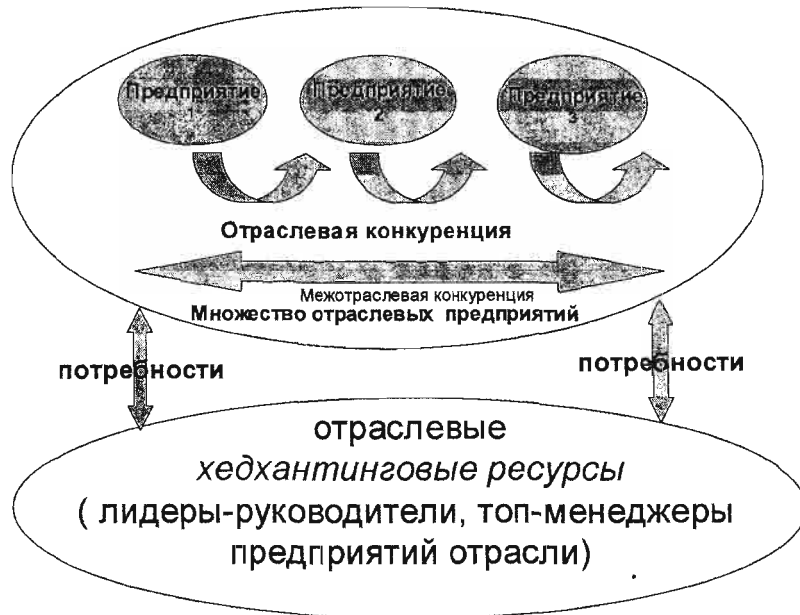 Предприятие
1
Предприятие
2
Предприятие
3
Отраслевая конкуренция
Межотраслевая конкуренция
Множество отраслевых предприятий
потребности
потребности
отраслевые
хедхантинговые ресурсы
( лидеры-руководители, топ-менеджеры
предприятий отрасли)